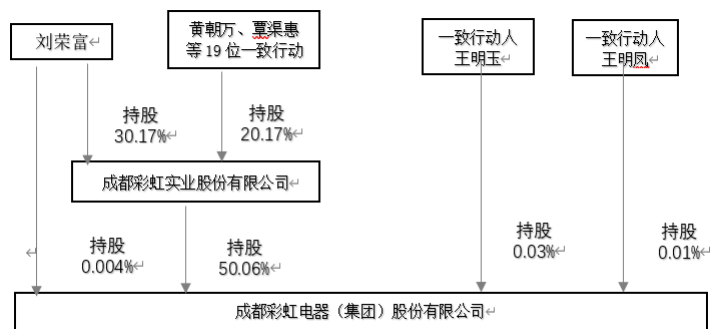 刘荣富
黄朝万、覃渠惠
等 19 位一致行动
一致行动人
王明玉
一致行动人
王明凤
持股
30.17%
持股
20.17%
成都彩虹实业股份有限公司
持股
0.004%
持股
50.06%
持股
0.03%
持股
0.01%
成都彩虹电器（集团）股份有限公司